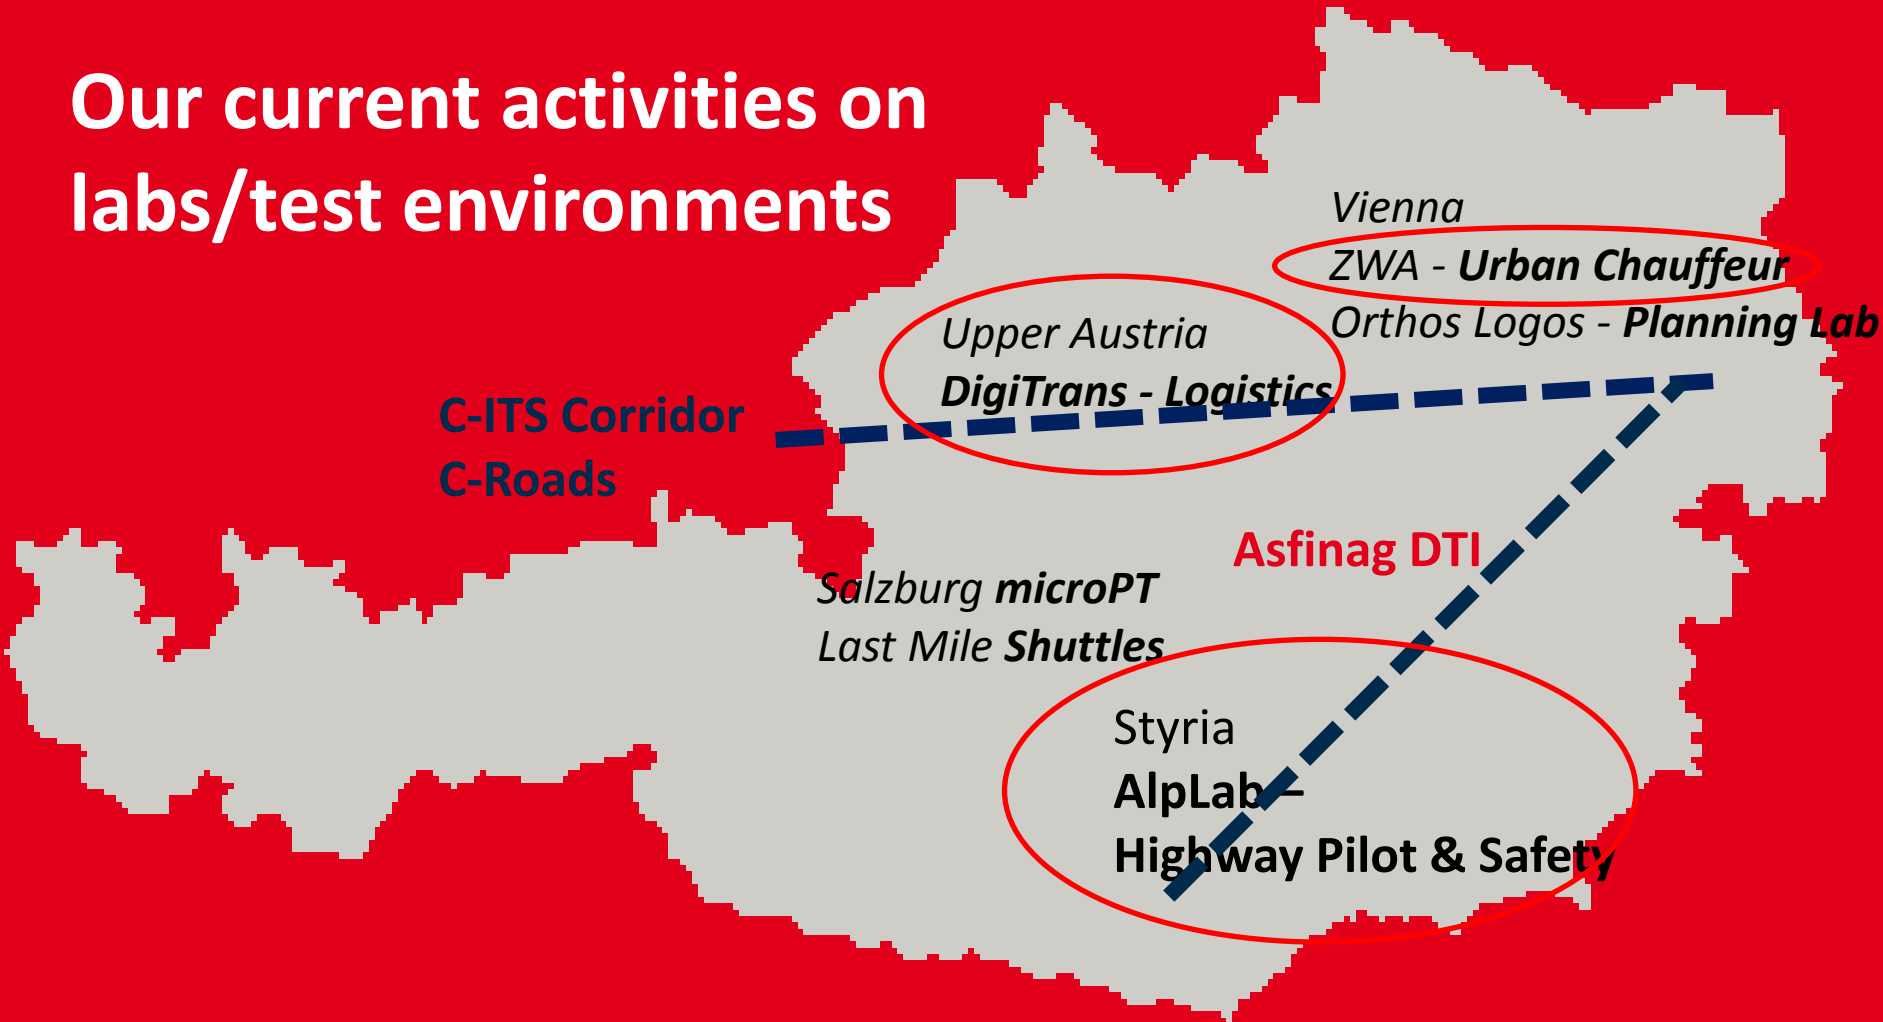 Our current activities on
labs/test environments
Vienna
ZWA - Urban Chauffeur
Orthos Logos - Planning Lab
Upper Austria
DigiTrans - Logistics
C-ITS Corridor
C-Roads
Asfinag DTI
Salzburg microPT
Last Mile Shuttles
Styria
AlpLab –
Highway Pilot & Safety